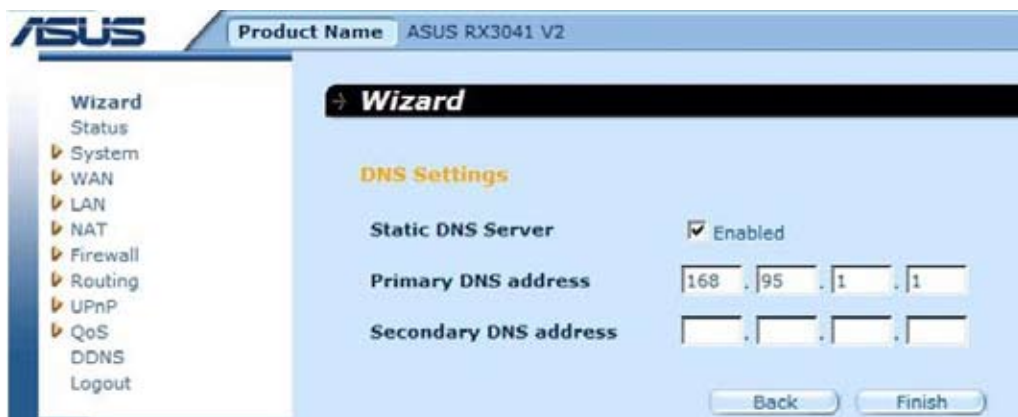 ASUS
Product Name ASUS RX3041 V2
Wizard
Status
System
WAN
LAN
NAT
Firewall
Routing
UPnP
QoS
DDNS
Logout
Wizard
DNS Settings
Static DNS Server Enabled
Primary DNS address 168 . 95 . 1 . 1
Secondary DNS address . . .
Back Finish